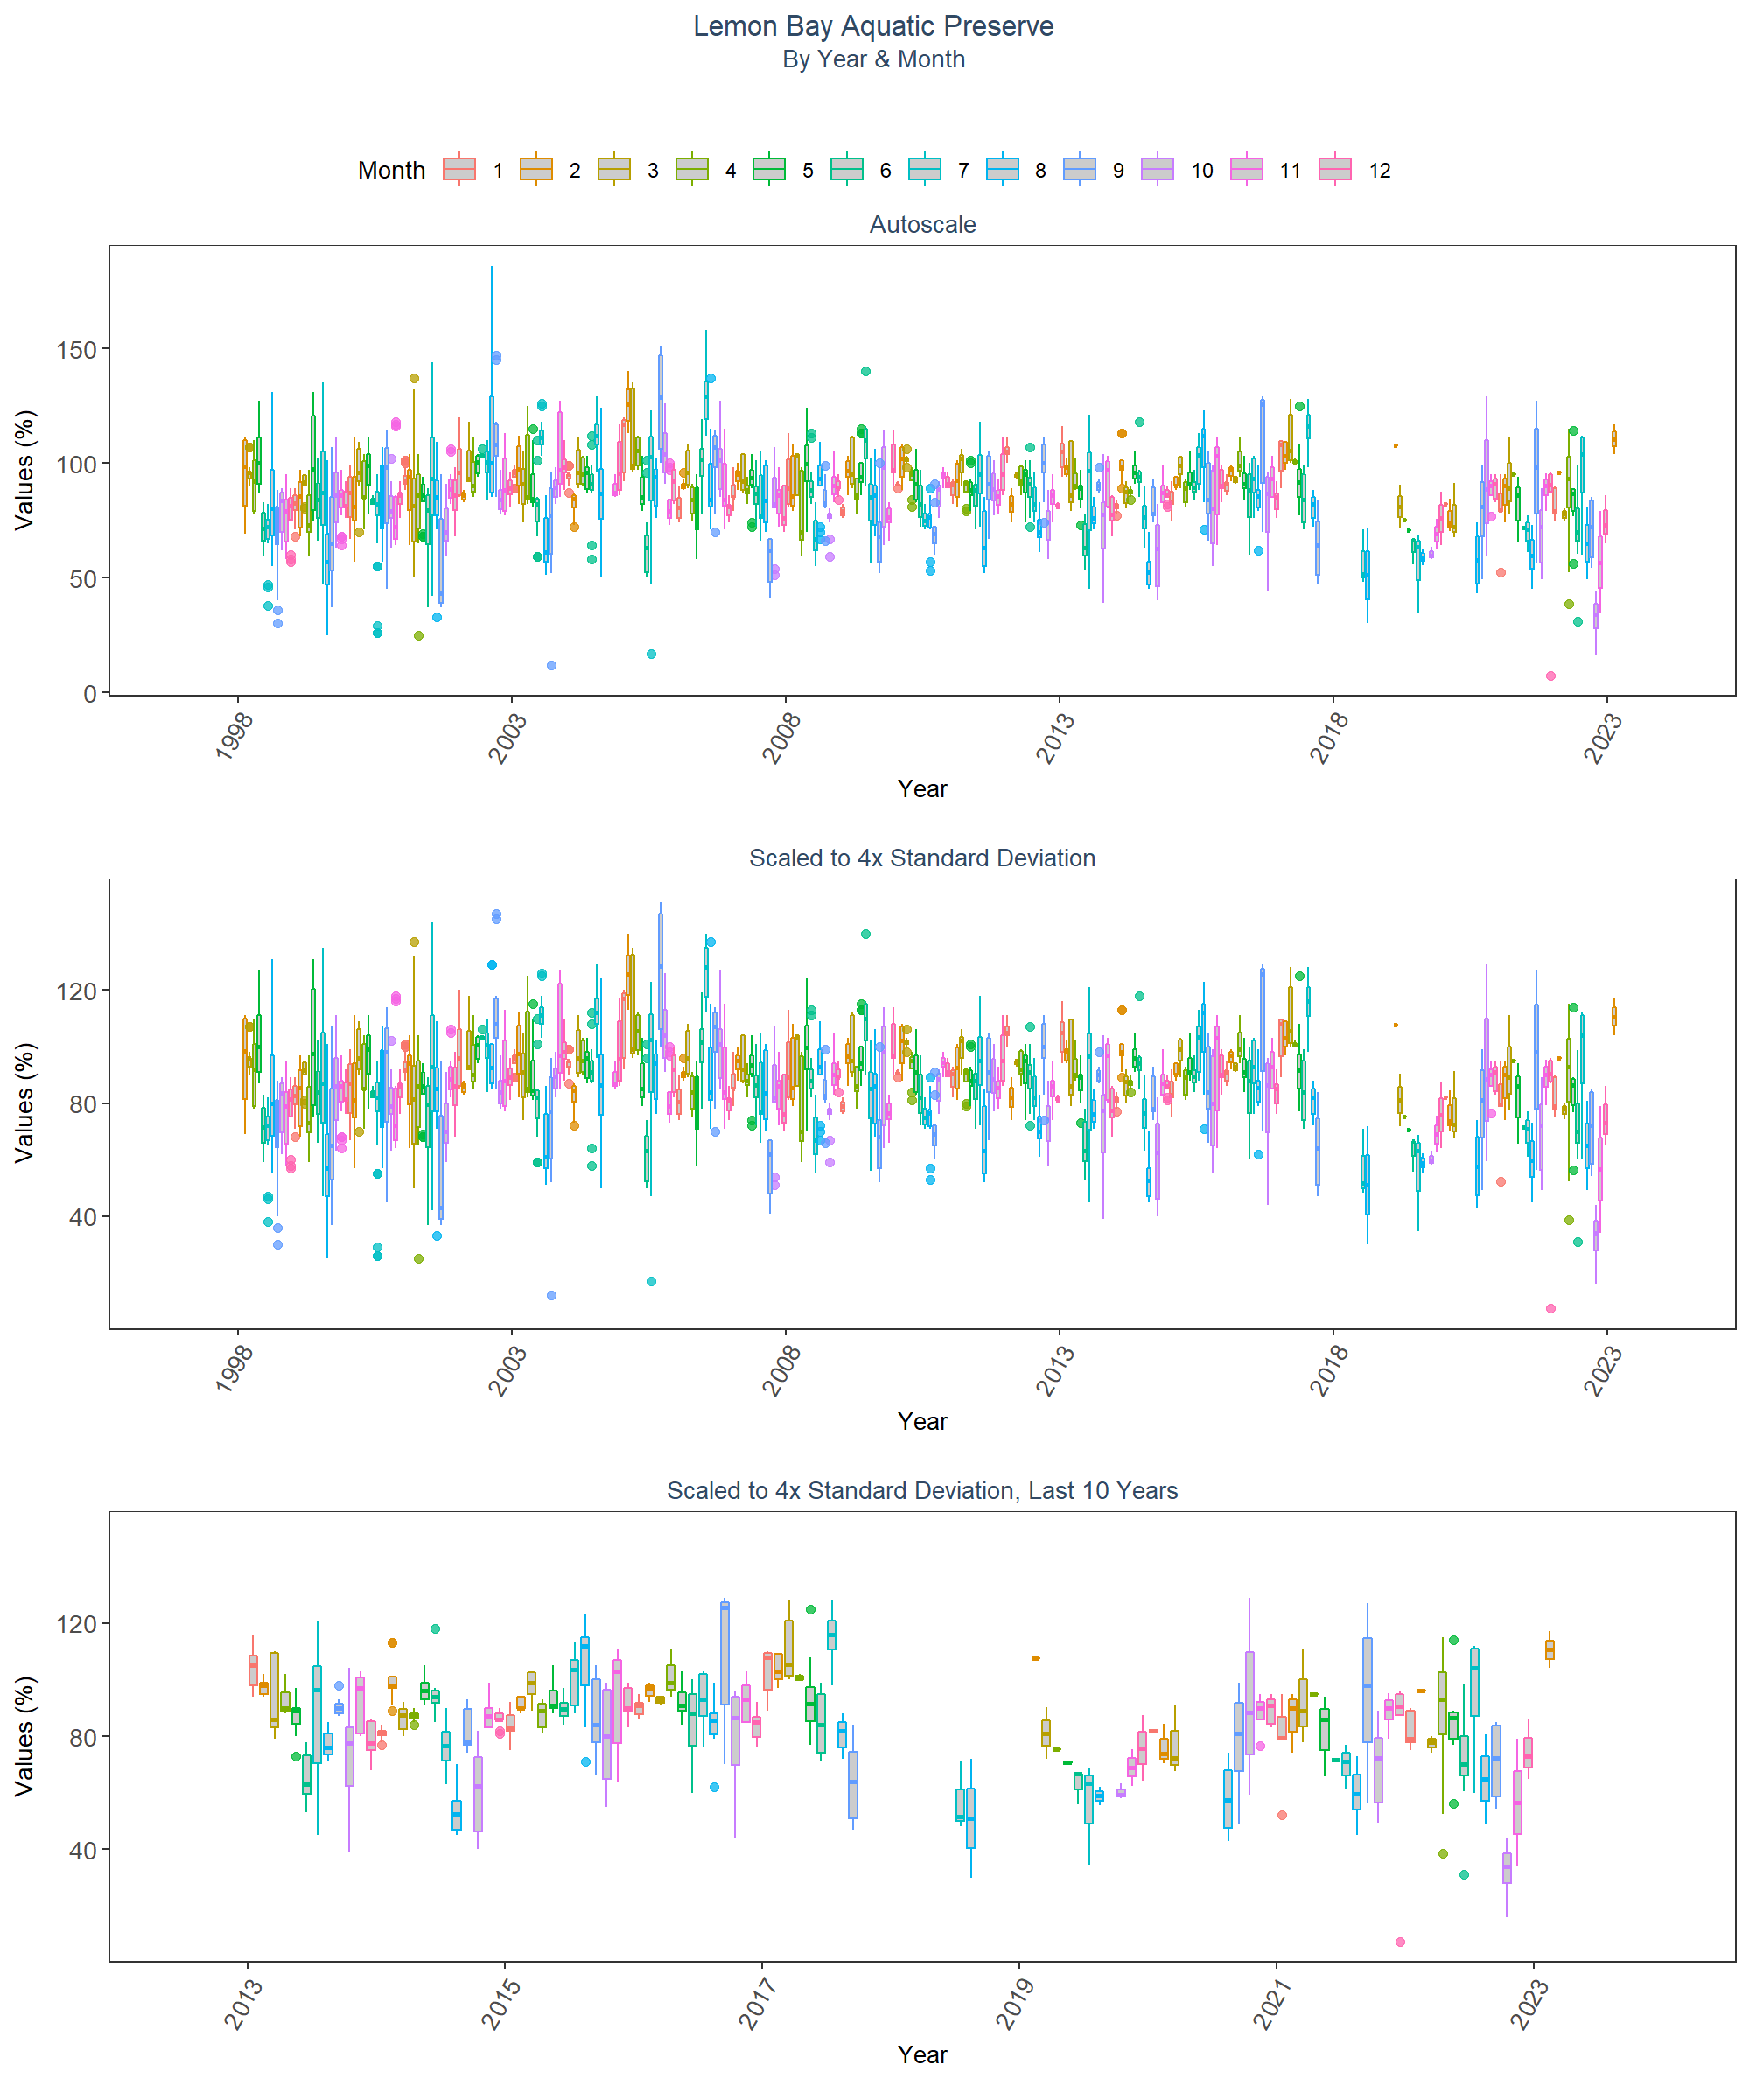 Lemon Bay Aquatic Preserve
By Year & Month
Month 1 2 3 4 5 6 7 8 9 10 11 12
Autoscale
Values (%)
150
100
50
0
1998 2003 2008 2013 2018 2023
Year
Scaled to 4x Standard Deviation
Values (%)
120
80
40
1998 2003 2008 2013 2018 2023
Year
Scaled to 4x Standard Deviation, Last 10 Years
Values (%)
120
80
40
2013 2015 2017 2019 2021 2023
Year